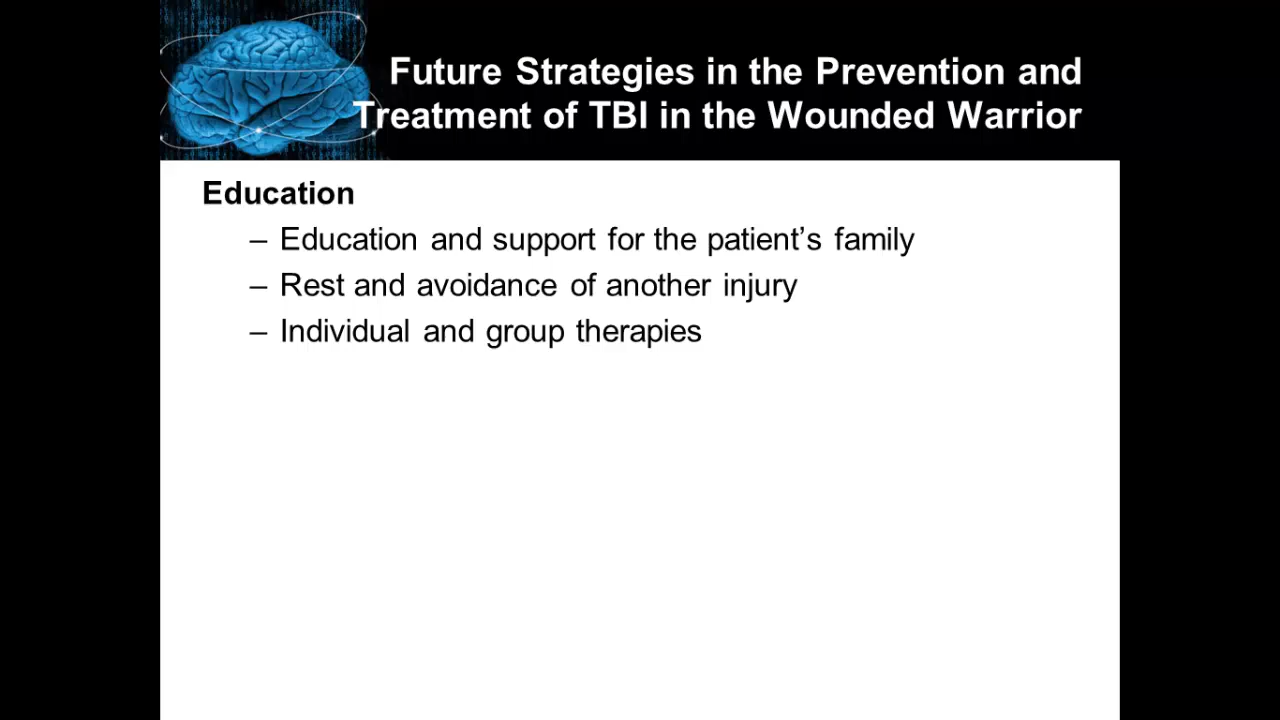 Future Strategies in the Prevention and
Treatment of TBI in the Wounded Warrior
Education
– Education and support for the patient’s family
– Rest and avoidance of another injury
– Individual and group therapies